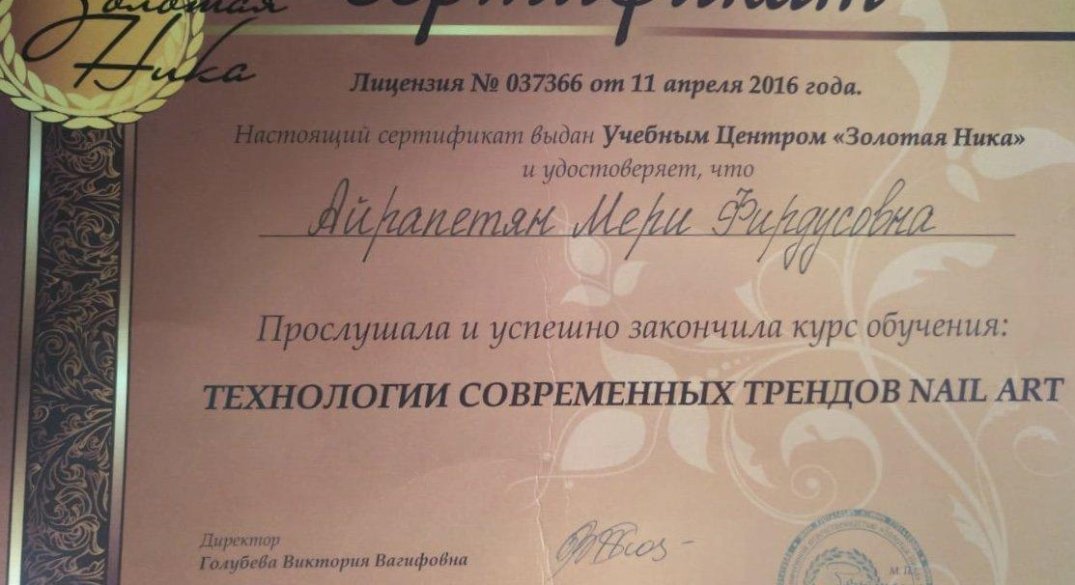 Золотая
Ника
Сертификат
Лицензия № 037366 от 11 апреля 2016 года.
Настоящий сертификат выдан Учебным Центром «Золотая Ника»
и удостоверяет, что
Айрапетян Мери Фирдусовна
Прослушала и успешно закончила курс обучения:
ТЕХНОЛОГИИ СОВРЕМЕННЫХ ТРЕНДОВ NAIL ART
Директор
Голубева Виктория Вагифовна
М.П.